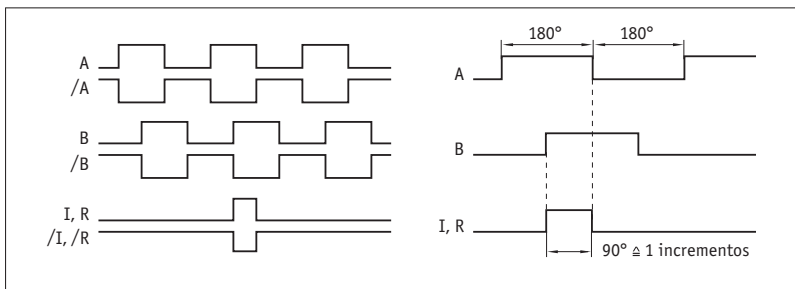 A
/A
B
/B
I, R
/I, /R
180° 180°
A
B
I, R
90° ≙ 1 incrementos